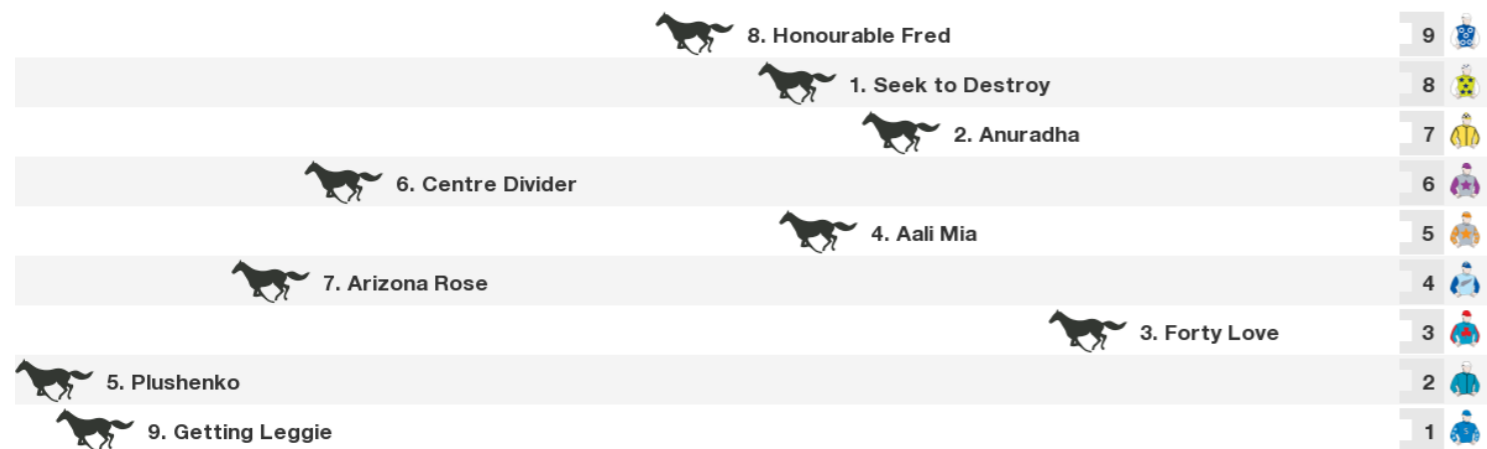 8. Honourable Fred 9
1. Seek to Destroy 8
2. Anuradha 7
6. Centre Divider 6
4. Aali Mia 5
7. Arizona Rose 4
3. Forty Love 3
5. Plushenko 2
9. Getting Leggie 1